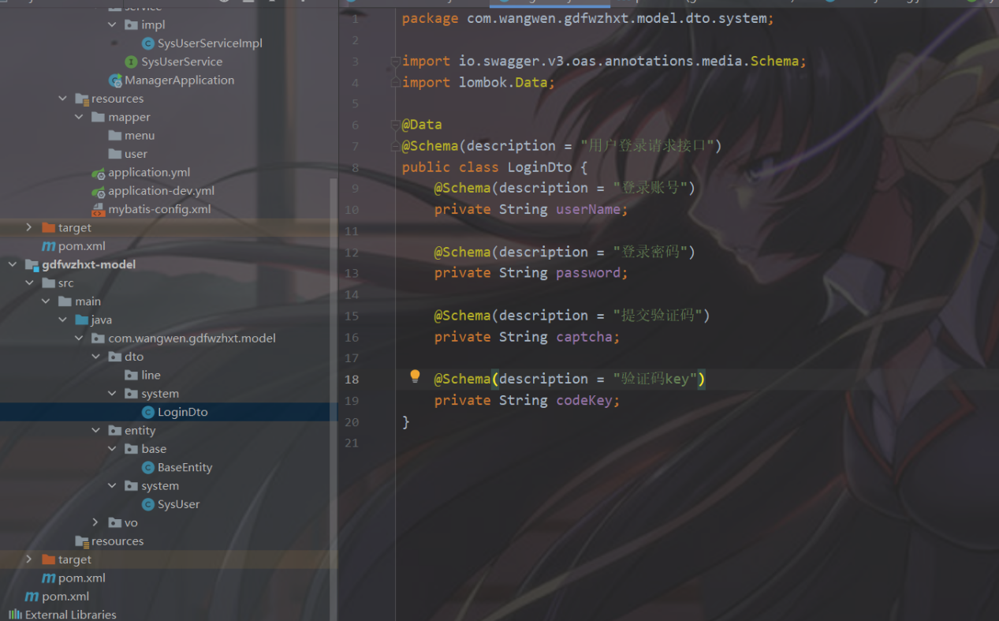 service
impl
SysUserServiceImpl
SysUserService
ManagerApplication
resources
mapper
menu
user
application.yml
application-dev.yml
mybatis-config.xml
target
pom.xml
gdfwzhxt-model
src
main
java
com.wangwen.gdfwzhxt.model
dto
line
system
LoginDto
entity
base
BaseEntity
system
SysUser
vo
resources
target
pom.xml
pom.xml
External Libraries
1 package com.wangwen.gdfwzhxt.model.dto.system;
2
3 import io.swagger.v3.oas.annotations.media.Schema;
4 import lombok.Data;
5
6 @Data
7 @Schema(description = "用户登录请求接口")
8 public class LoginDto {
9 @Schema(description = "登录账号")
10 private String userName;
11
12 @Schema(description = "登录密码")
13 private String password;
14
15 @Schema(description = "提交验证码")
16 private String captcha;
17
18 @Schema(description = "验证码key")
19 private String codeKey;
20 }
21